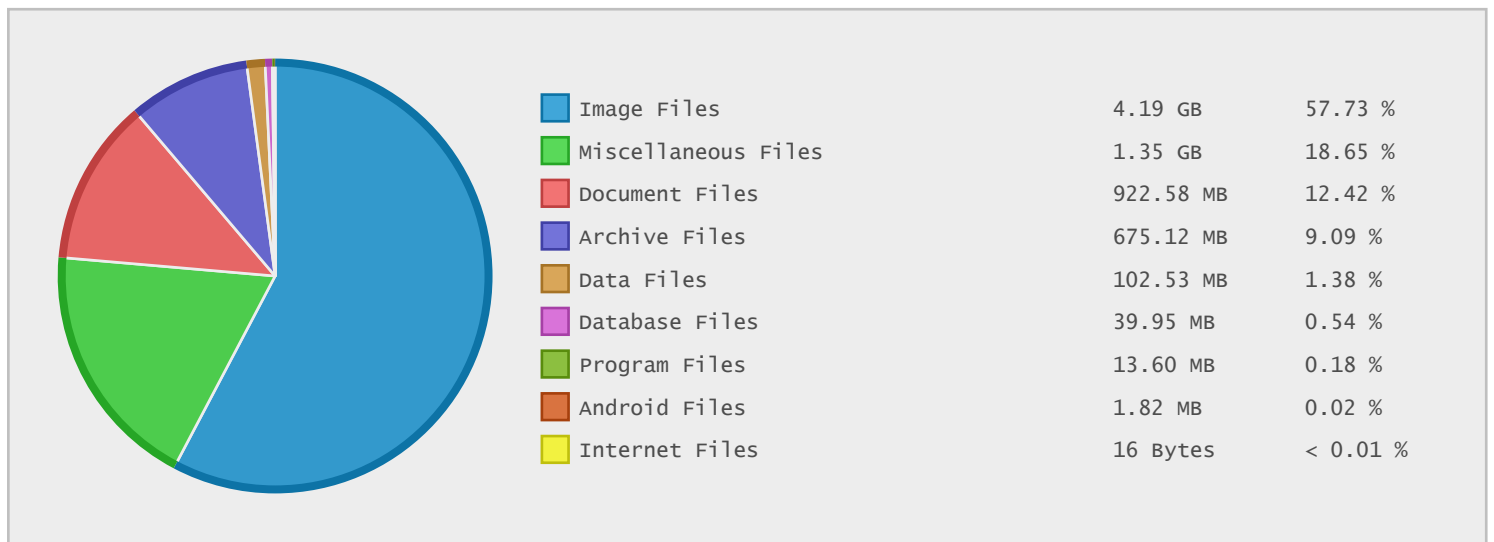 Image Files 4.19 GB 57.73 %
Miscellaneous Files 1.35 GB 18.65 %
Document Files 922.58 MB 12.42 %
Archive Files 675.12 MB 9.09 %
Data Files 102.53 MB 1.38 %
Database Files 39.95 MB 0.54 %
Program Files 13.60 MB 0.18 %
Android Files 1.82 MB 0.02 %
Internet Files 16 Bytes < 0.01 %